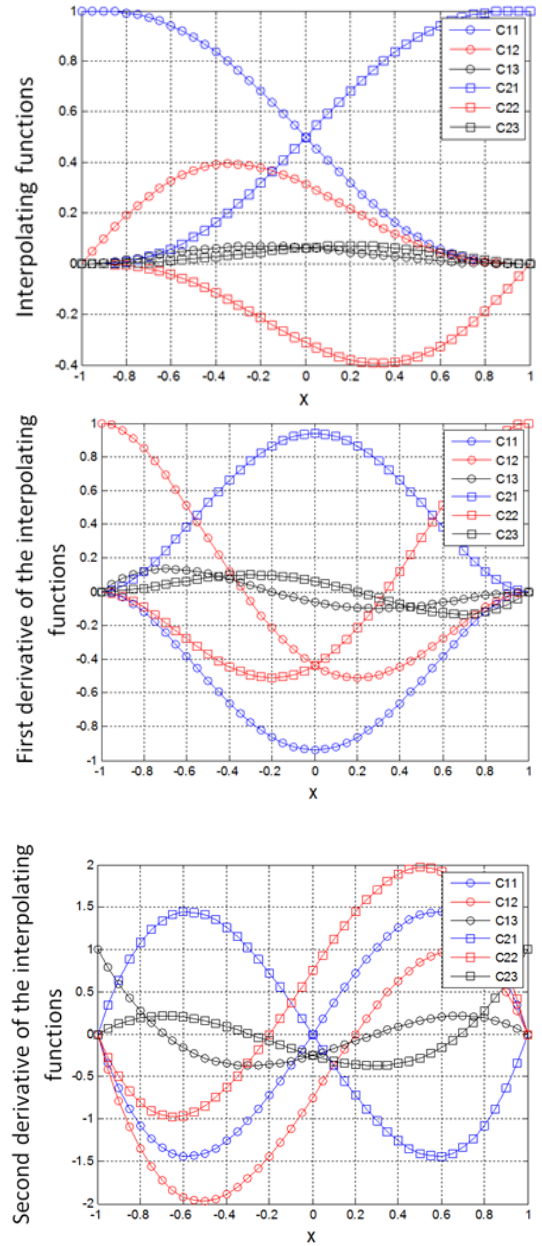 Interpolating functions
1
0.8
0.6
0.4
0.2
0
-0.2
-0.4
-1 -0.8 -0.6 -0.4 -0.2 0 0.2 0.4 0.6 0.8 1
X
C11
C12
C13
C21
C22
C23
First derivative of the interpolating
functions
1
0.8
0.6
0.4
0.2
0
-0.2
-0.4
-0.6
-0.8
-1
-1 -0.8 -0.6 -0.4 -0.2 0 0.2 0.4 0.6 0.8 1
X
C11
C12
C13
C21
C22
C23
Second derivative of the interpolating
functions
2
1.5
1
0.5
0
-0.5
-1
-1.5
-2
-1 -0.8 -0.6 -0.4 -0.2 0 0.2 0.4 0.6 0.8 1
X
C11
C12
C13
C21
C22
C23